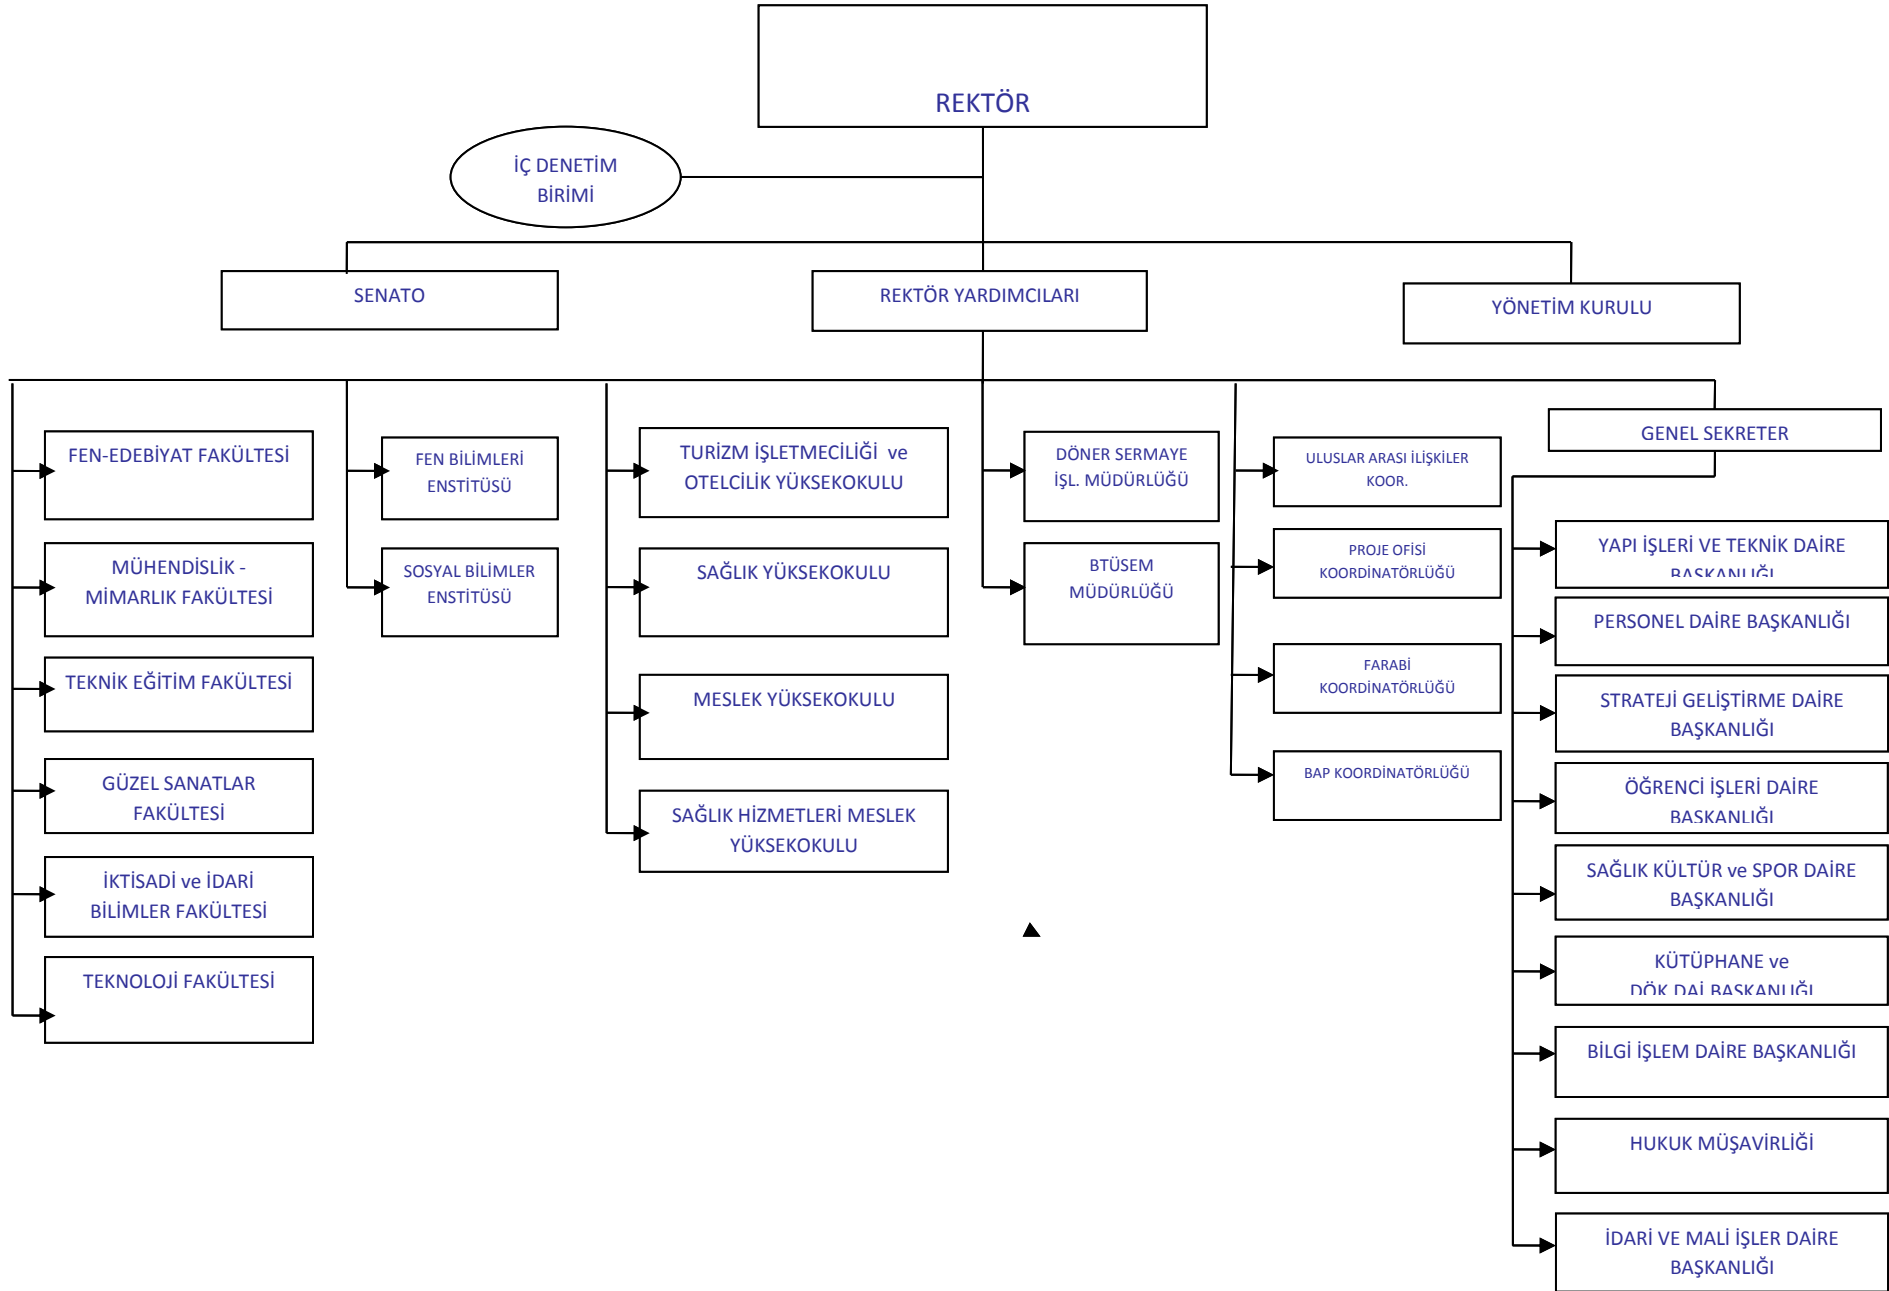 REKTÖR
İÇ DENETİM
BİRİMİ
SENATO
REKTÖR YARDIMCILARI
YÖNETİM KURULU
FEN-EDEBİYAT FAKÜLTESİ
MÜHENDİSLİK -
MİMARLIK FAKÜLTESİ
TEKNİK EĞİTİM FAKÜLTESİ
GÜZEL SANATLAR
FAKÜLTESİ
İKTİSADİ ve İDARİ
BİLİMLER FAKÜLTESİ
TEKNOLOJİ FAKÜLTESİ
FEN BİLİMLERİ
ENSTİTÜSÜ
SOSYAL BİLİMLER
ENSTİTÜSÜ
TURİZM İŞLETMECİLİĞİ ve
OTELCİLİK YÜKSEKOKULU
SAĞLIK YÜKSEKOKULU
MESLEK YÜKSEKOKULU
SAĞLIK HİZMETLERİ MESLEK
YÜKSEKOKULU
DÖNER SERMAYE
İŞL. MÜDÜRLÜĞÜ
BTÜSEM
MÜDÜRLÜĞÜ
ULUSLAR ARASI İLİŞKİLER
KOOR.
PROJE OFİSİ
KOORDİNATÖRLÜĞÜ
FARABİ
KOORDİNATÖRLÜĞÜ
BAP KOORDİNATÖRLÜĞÜ
GENEL SEKRETER
YAPI İŞLERİ VE TEKNİK DAİRE
BAŞKANLIĞI
PERSONEL DAİRE BAŞKANLIĞI
STRATEJİ GELİŞTİRME DAİRE
BAŞKANLIĞI
ÖĞRENCİ İŞLERİ DAİRE
BAŞKANLIĞI
SAĞLIK KÜLTÜR ve SPOR DAİRE
BAŞKANLIĞI
KÜTÜPHANE ve
DÖK DAİ BAŞKANLIĞI
BİLGİ İŞLEM DAİRE BAŞKANLIĞI
HUKUK MÜŞAVİRLİĞİ
İDARİ VE MALİ İŞLER DAİRE
BAŞKANLIĞI